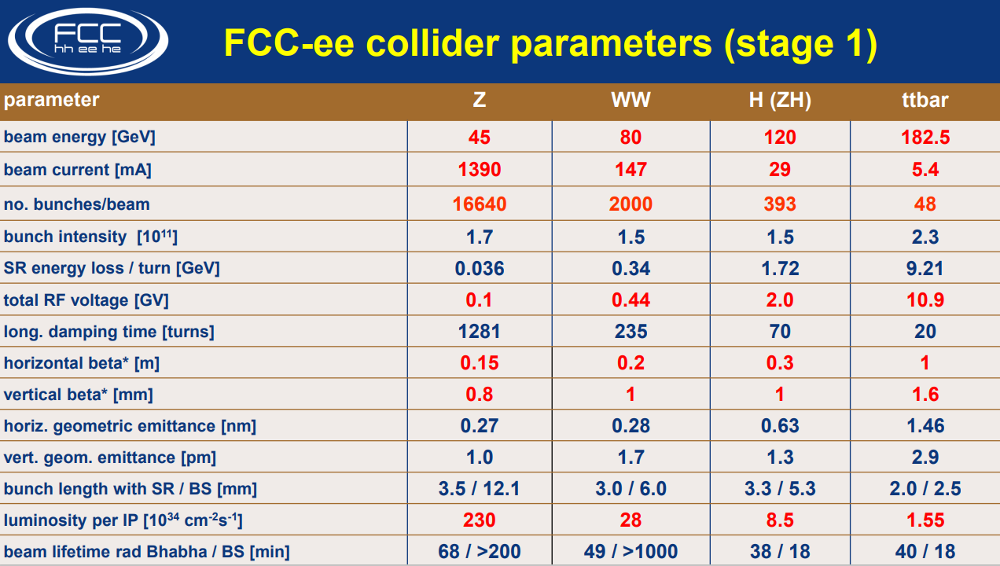 FCC
hh ee he
FCC-ee collider parameters (stage 1)
parameter Z WW H (ZH) ttbar
beam energy [GeV] 45 80 120 182.5
beam current [mA] 1390 147 29 5.4
no. bunches/beam 16640 2000 393 48
bunch intensity [10¹¹] 1.7 1.5 1.5 2.3
SR energy loss / turn [GeV] 0.036 0.34 1.72 9.21
total RF voltage [GV] 0.1 0.44 2.0 10.9
long. damping time [turns] 1281 235 70 20
horizontal beta* [m] 0.15 0.2 0.3 1
vertical beta* [mm] 0.8 1 1 1.6
horiz. geometric emittance [nm] 0.27 0.28 0.63 1.46
vert. geom. emittance [pm] 1.0 1.7 1.3 2.9
bunch length with SR / BS [mm] 3.5 / 12.1 3.0 / 6.0 3.3 / 5.3 2.0 / 2.5
luminosity per IP [10³⁴ cm⁻²s⁻¹] 230 28 8.5 1.55
beam lifetime rad Bhabha / BS [min] 68 / >200 49 / >1000 38 / 18 40 / 18